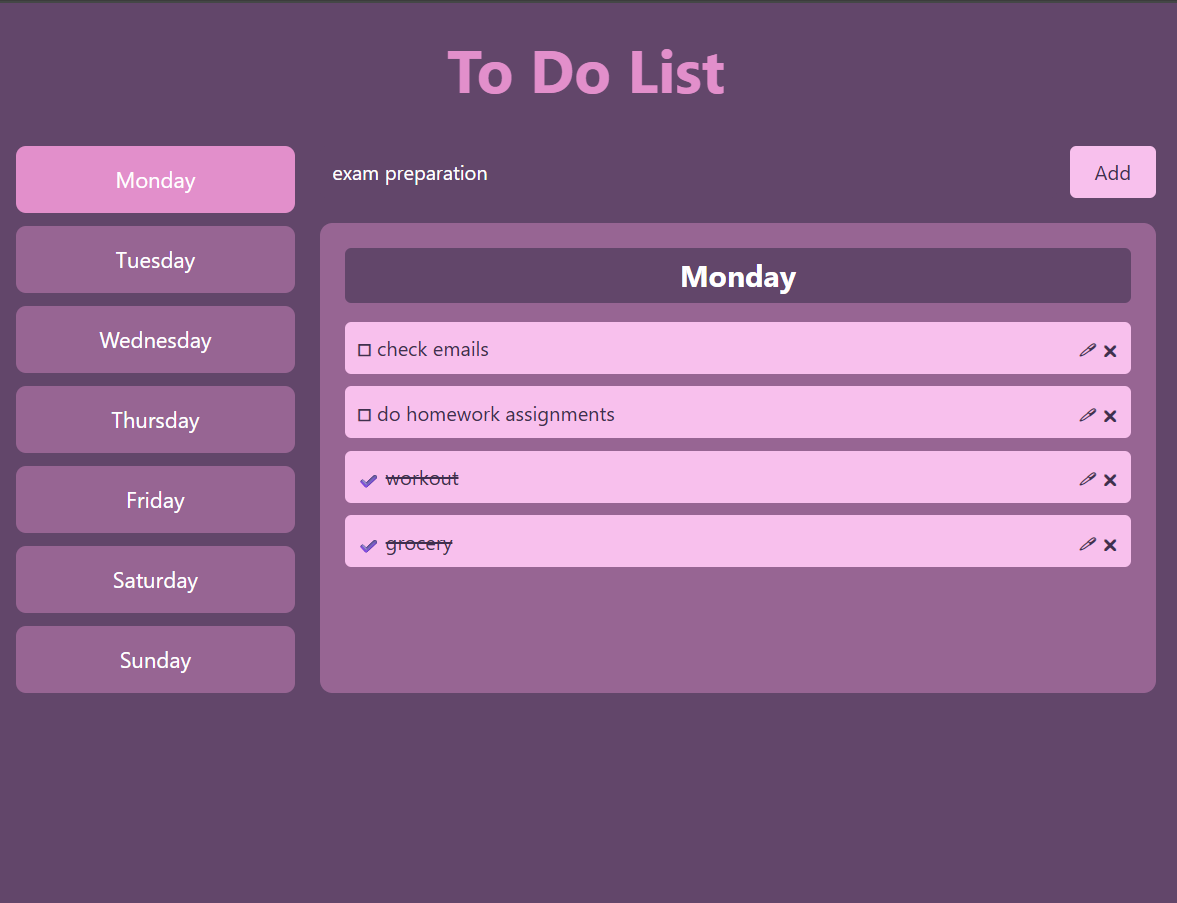 To Do List
Monday
Tuesday
Wednesday
Thursday
Friday
Saturday
Sunday
exam preparation
Add
Monday
check emails
do homework assignments
workout
grocery